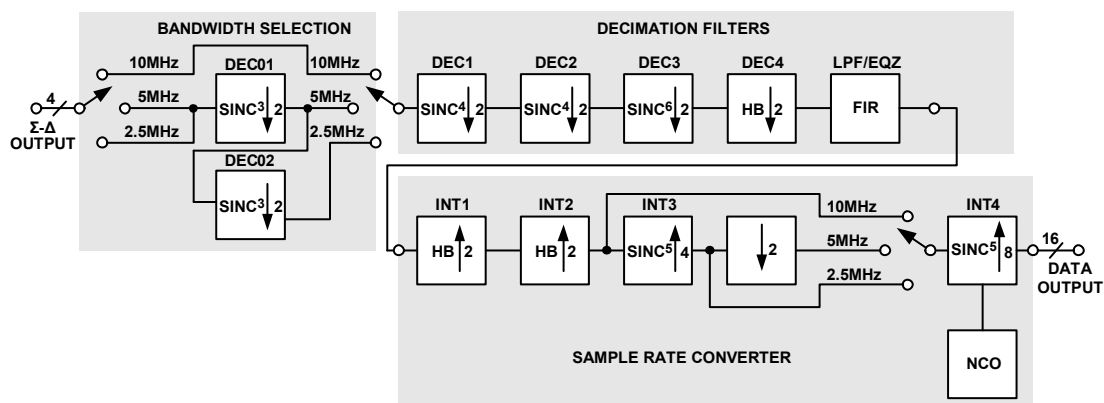 BANDWIDTH SELECTION
10MHz
10MHz
DEC01
4
5MHz
SINC3
2
5MHz
Σ-Δ
OUTPUT
2.5MHz
2.5MHz
DEC02
SINC3
2
DECIMATION FILTERS
DEC1
DEC2
DEC3
DEC4
LPF/EQZ
SINC4
2
SINC4
2
SINC6
2
HB
2
FIR
INT1
INT2
INT3
10MHz
INT4
HB
2
HB
2
SINC5
4
2
5MHz
SINC5
8
16
DATA
OUTPUT
2.5MHz
SAMPLE RATE CONVERTER
NCO